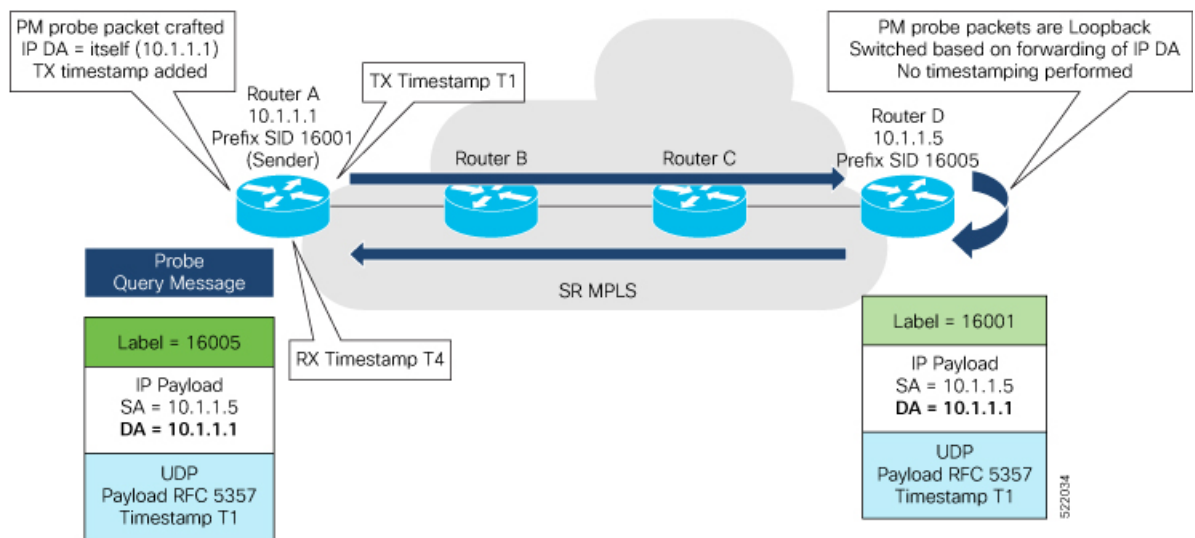 PM probe packet crafted
IP DA = itself (10.1.1.1)
TX timestamp added
Router A
10.1.1.1
Prefix SID 16001
(Sender)
TX Timestamp T1
PM probe packets are Loopback
Switched based on forwarding of IP DA
No timestamping performed
Router D
10.1.1.5
Prefix SID 16005
Router B
Router C
Probe
Query Message
SR MPLS
RX Timestamp T4
Label = 16005
IP Payload
SA = 10.1.1.5
DA = 10.1.1.1
UDP
Payload RFC 5357
Timestamp T1
Label = 16001
IP Payload
SA = 10.1.1.5
DA = 10.1.1.1
UDP
Payload RFC 5357
Timestamp T1
522034